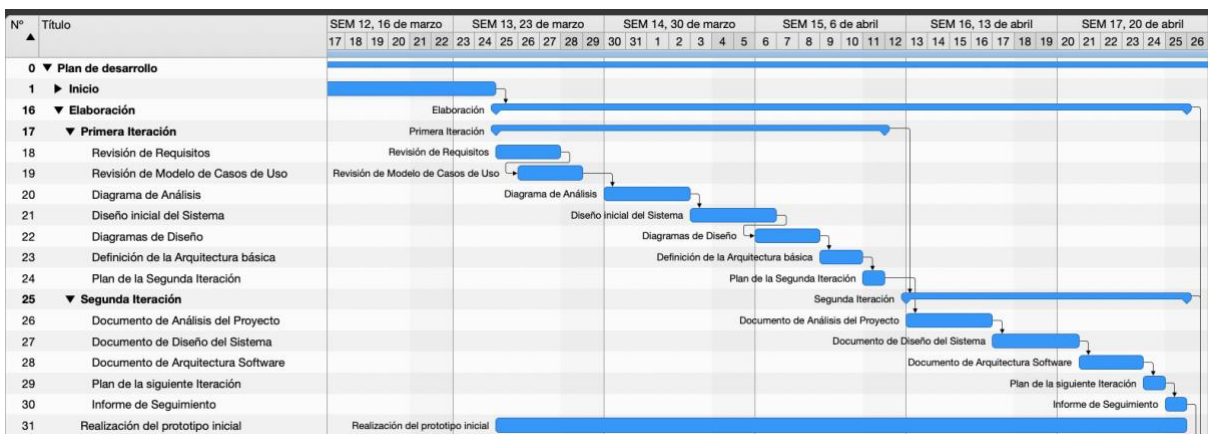 Nº Título SEM 12, 16 de marzo SEM 13, 23 de marzo SEM 14, 30 de marzo SEM 15, 6 de abril SEM 16, 13 de abril SEM 17, 20 de abril
17 18 19 20 21 22 23 24 25 26 27 28 29 30 31 1 2 3 4 5 6 7 8 9 10 11 12 13 14 15 16 17 18 19 20 21 22 23 24 25 26
0 Plan de desarrollo
1 Inicio
16 Elaboración Elaboración
17 Primera Iteración Primera Iteración
18 Revisión de Requisitos Revisión de Requisitos
19 Revisión de Modelo de Casos de Uso Revisión de Modelo de Casos de Uso
20 Diagrama de Análisis Diagrama de Análisis
21 Diseño inicial del Sistema Diseño inicial del Sistema
22 Diagramas de Diseño Diagramas de Diseño
23 Definición de la Arquitectura básica Definición de la Arquitectura básica
24 Plan de la Segunda Iteración Plan de la Segunda Iteración
25 Segunda Iteración Segunda Iteración
26 Documento de Análisis del Proyecto Documento de Análisis del Proyecto
27 Documento de Diseño del Sistema Documento de Diseño del Sistema
28 Documento de Arquitectura Software Documento de Arquitectura Software
29 Plan de la siguiente Iteración Plan de la siguiente Iteración
30 Informe de Seguimiento Informe de Seguimiento
31 Realización del prototipo inicial Realización del prototipo inicial